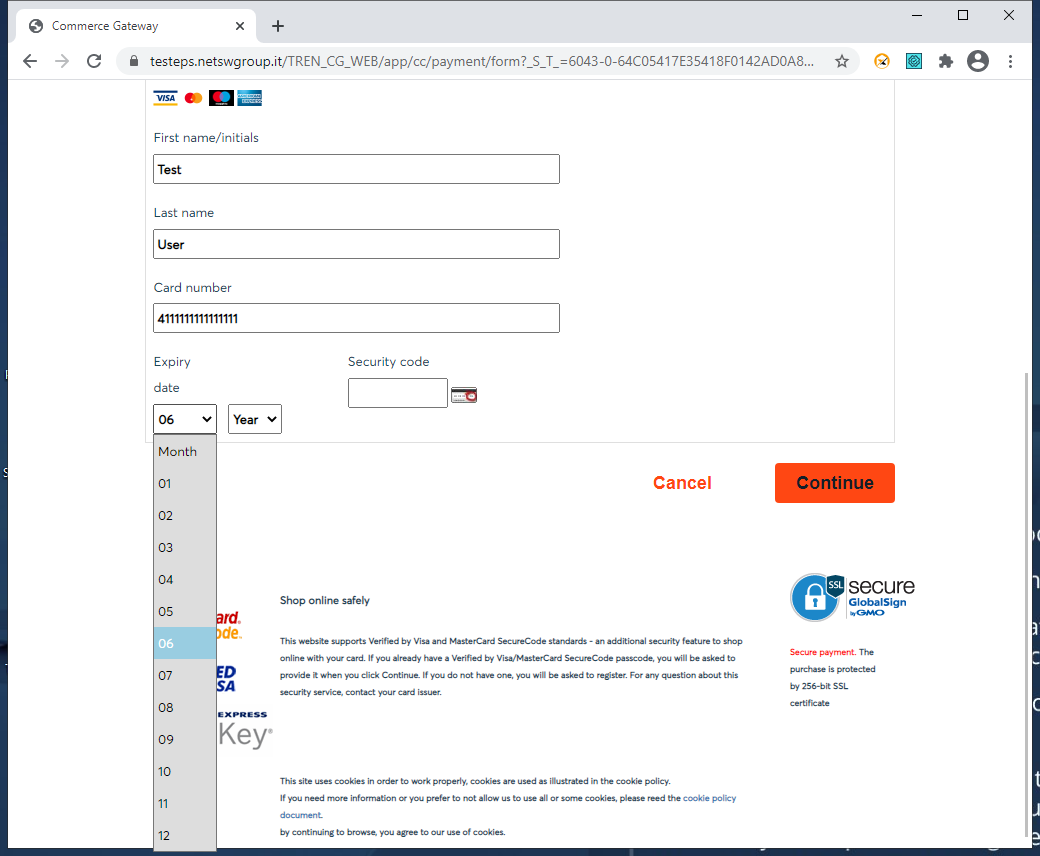 Commerce Gateway
testeps.netswgroup.it/TREN_CG_WEB/app/cc/payment/form?_S_T_=6043-0-64C05417E35418F0142AD0A8...
VISA
AMERICAN EXPRESS
First name/initials
Test
Last name
User
Card number
4111111111111111
Expiry
date
Security code
06
Year
Month
01
02
03
04
05
06
07
08
09
10
11
12
Cancel
Continue
ard.
ode.
ED
SA
EXPRESS
Key®
Shop online safely
This website supports Verified by Visa and MasterCard SecureCode standards - an additional security feature to shop
online with your card. If you already have a Verified by Visa/MasterCard SecureCode passcode, you will be asked to
provide it when you click Continue. If you do not have one, you will be asked to register. For any question about this
security service, contact your card issuer.
SSL
secure
GlobalSign
by GMO
Secure payment. The
purchase is protected
by 256-bit SSL
certificate
This site uses cookies in order to work properly, cookies are used as illustrated in the cookie policy.
If you need more information or you prefer to not allow us to use all or some cookies, please reed the cookie policy
document.
by continuing to browse, you agree to our use of cookies.